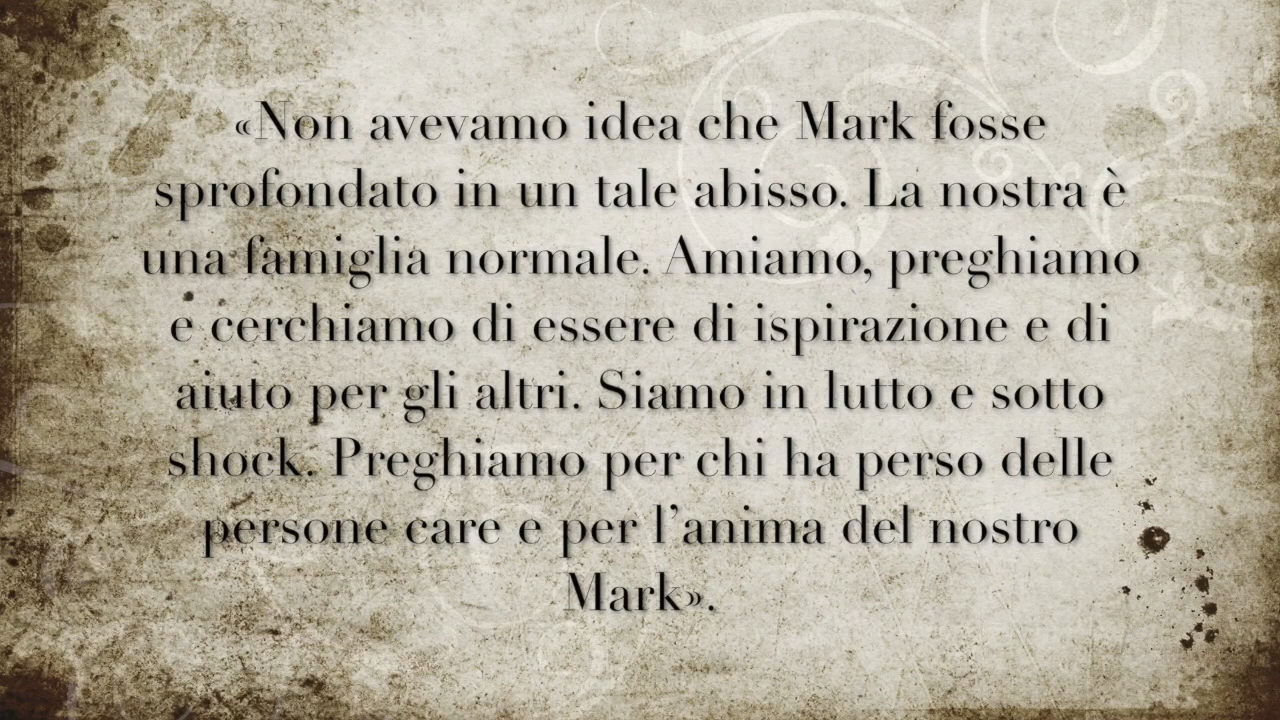 «Non avevamo idea che Mark fosse
sprofondato in un tale abisso. La nostra è
una famiglia normale. Amiamo, preghiamo
e cerchiamo di essere di ispirazione e di
aiuto per gli altri. Siamo in lutto e sotto
shock. Preghiamo per chi ha perso delle
persone care e per l’anima del nostro
Mark».